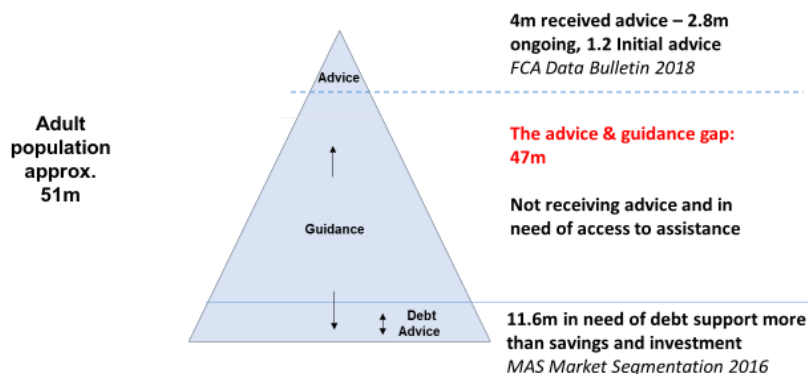 4m received advice – 2.8m
ongoing, 1.2 Initial advice
FCA Data Bulletin 2018
Advice
Adult
population
approx.
51m
The advice & guidance gap:
47m
Not receiving advice and in
need of access to assistance
Guidance
Debt
Advice
11.6m in need of debt support more
than savings and investment
MAS Market Segmentation 2016